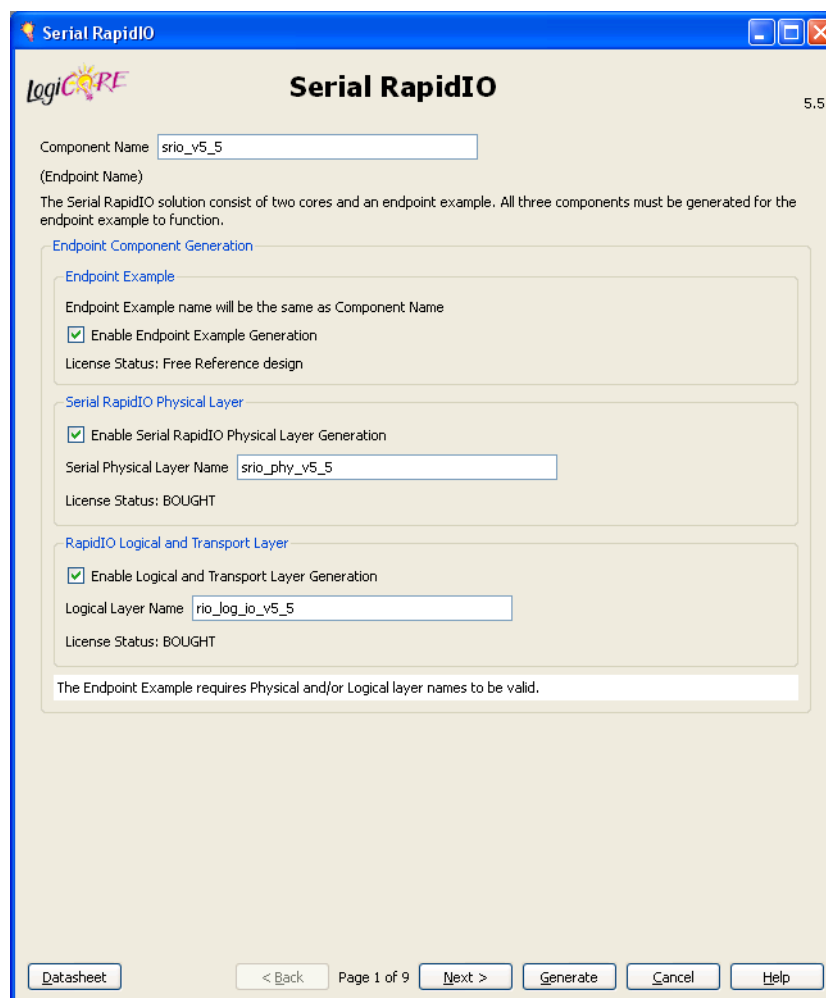 Serial RapidIO
LogiCORE
Serial RapidIO
5.5
Component Name srio_v5_5
(Endpoint Name)
The Serial RapidIO solution consist of two cores and an endpoint example. All three components must be generated for the
endpoint example to function.
Endpoint Component Generation
Endpoint Example
Endpoint Example name will be the same as Component Name
Enable Endpoint Example Generation
License Status: Free Reference design
Serial RapidIO Physical Layer
Enable Serial RapidIO Physical Layer Generation
Serial Physical Layer Name srio_phy_v5_5
License Status: BOUGHT
RapidIO Logical and Transport Layer
Enable Logical and Transport Layer Generation
Logical Layer Name rio_log_io_v5_5
License Status: BOUGHT
The Endpoint Example requires Physical and/or Logical layer names to be valid.
Datasheet < Back Page 1 of 9 Next > Generate Cancel Help